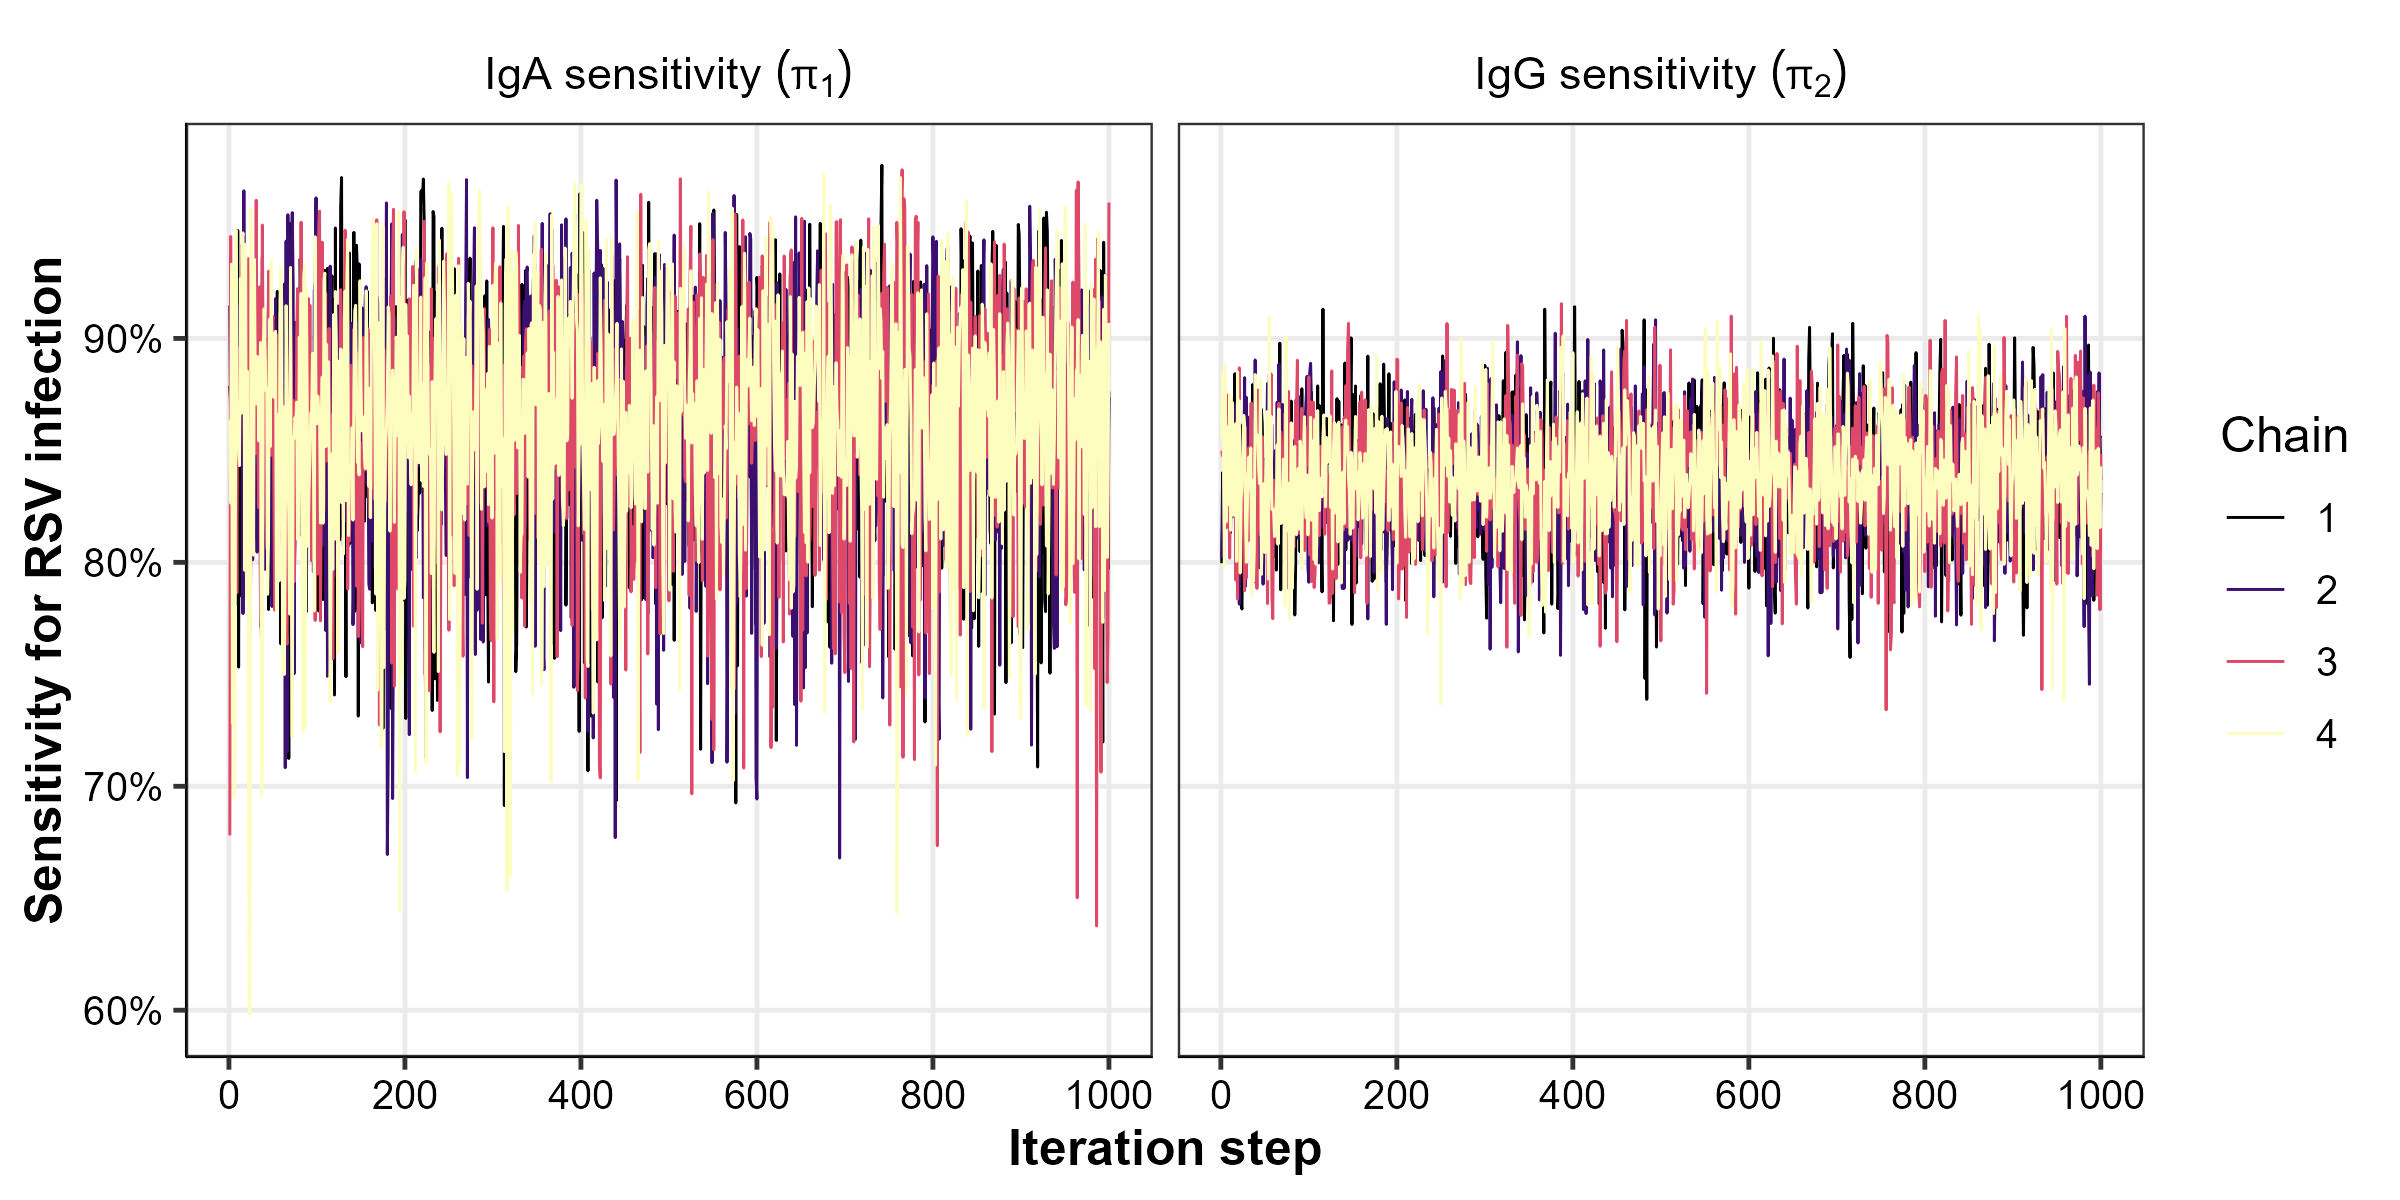 IgA sensitivity (π₁)
IgG sensitivity (π₂)
Sensitivity for RSV infection
90%
80%
70%
60%
0 200 400 600 800 1000
0 200 400 600 800 1000
Iteration step
Chain
1
2
3
4